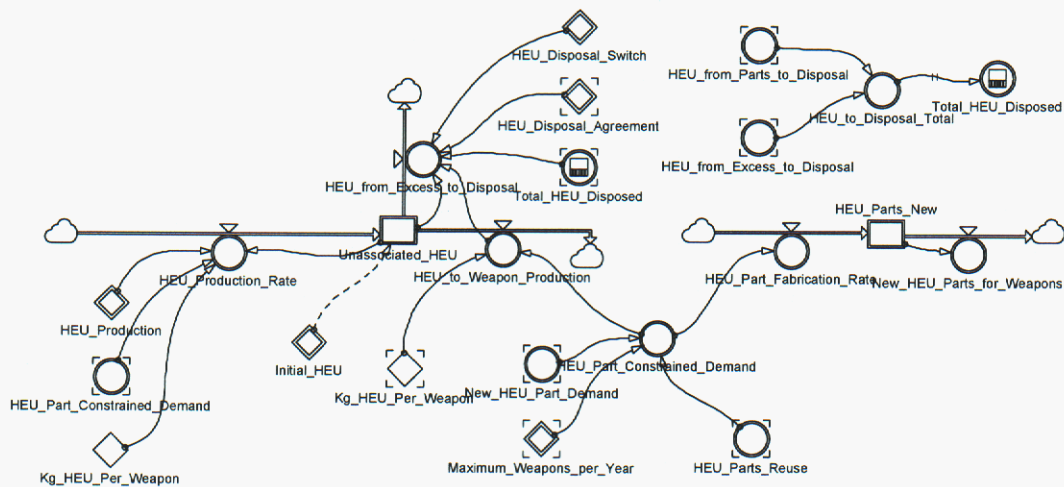 HEU_Disposal_Switch
HEU_from_Parts_to_Disposal
Total_HEU_Disposed
HEU_to_Disposal_Total
HEU_Disposal_Agreement
HEU_from_Excess_to_Disposal
HEU_from_Excess_to_Disposal
Total_HEU_Disposed
HEU_Parts_New
Unassociated_HEU
HEU_Production_Rate
HEU_to_Weapon_Production
HEU_Part_Fabrication_Rate
New_HEU_Parts_for_Weapons
HEU_Production
Initial_HEU
HEU_Part_Constrained_Demand
Kg_HEU_Per_Weapon
New_HEU_Part_Demand
HEU_Part_Constrained_Demand
Kg_HEU_Per_Weapon
Maximum_Weapons_per_Year
HEU_Parts_Reuse